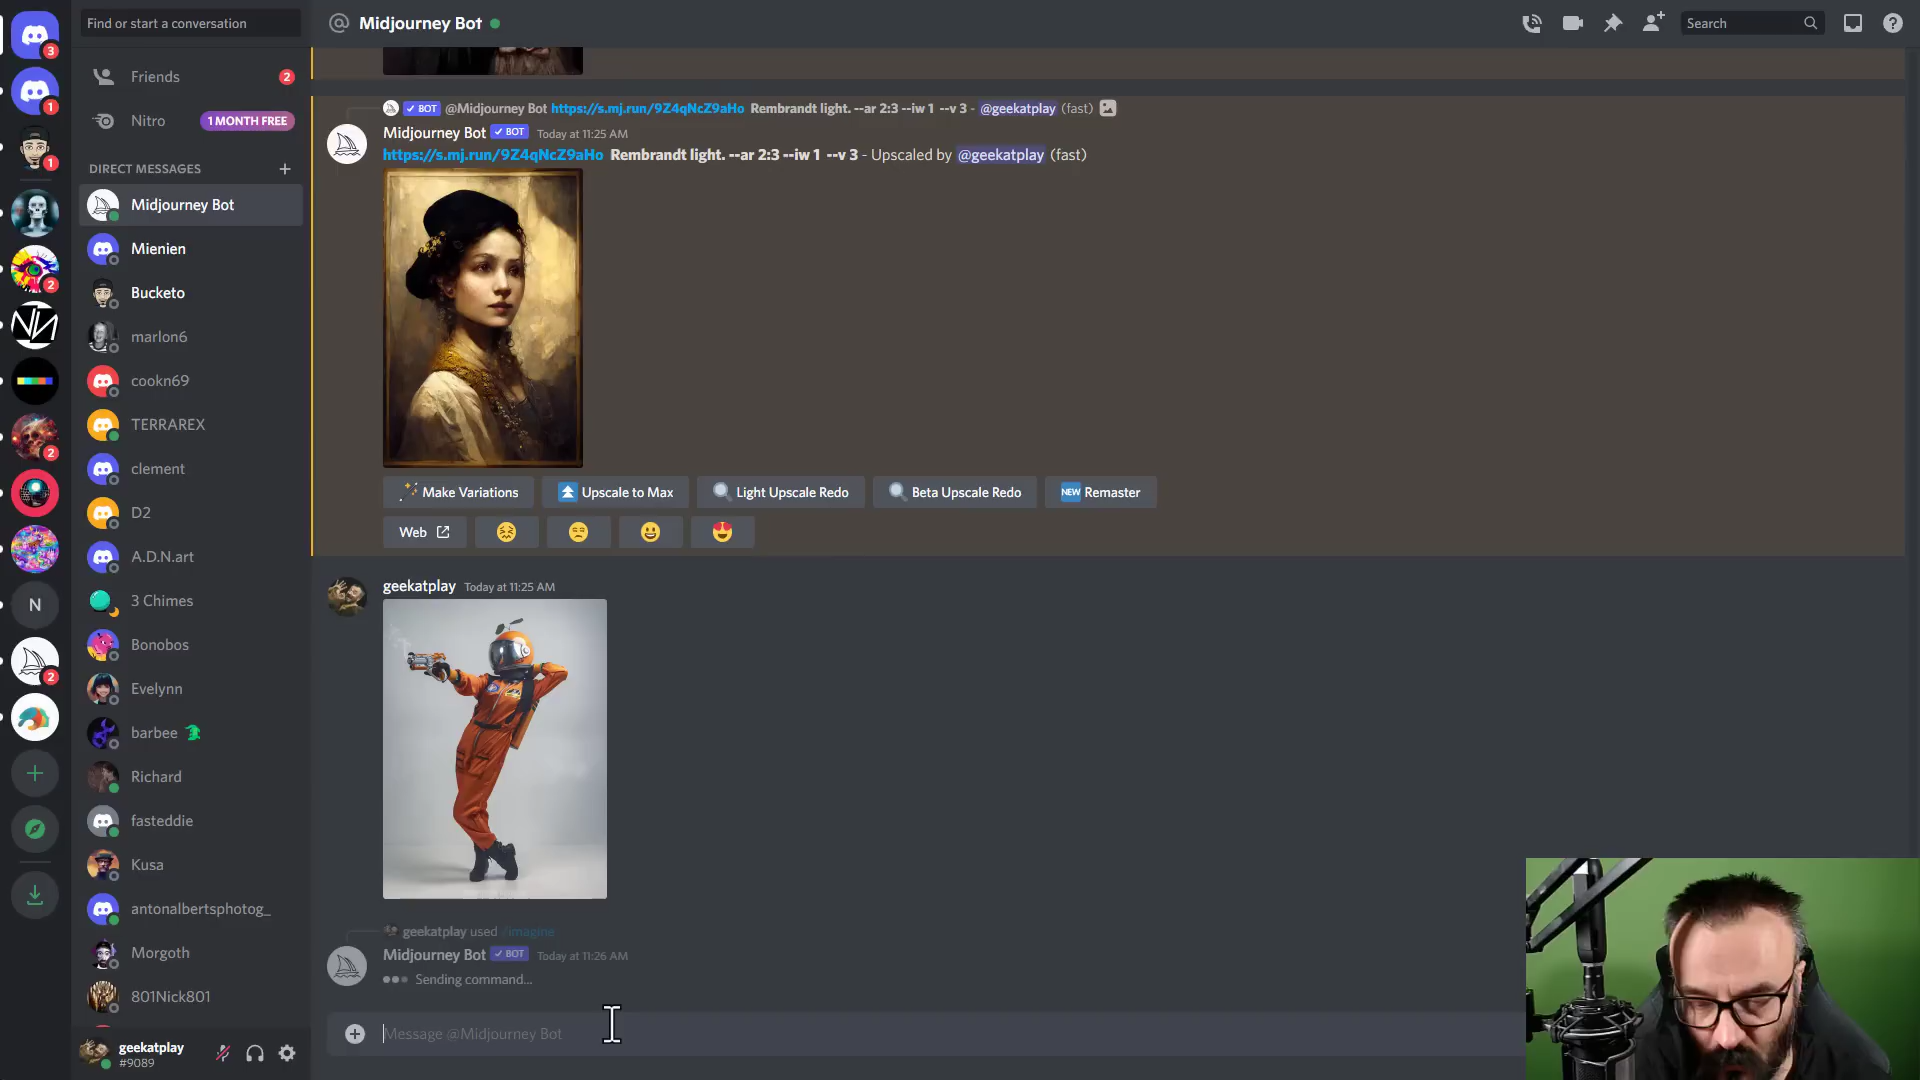 Find or start a conversation
Midjourney Bot
Search
3
Friends
2
1
Nitro
1 MONTH FREE
1
DIRECT MESSAGES
Midjourney Bot
Mienien
2
Bucketo
marlon6
cookn69
TERRAREX
2
clement
D2
A.D.N.art
N
3 Chimes
Bonobos
2
Evelynn
barbee
Richard
fasteddie
Kusa
antonalbertsphotog_
Morgoth
801Nick801
geekatplay
#9089
BOT @Midjourney Bot https://s.mj.run/9Z4qNcZ9aHo Rembrandt light. --ar 2:3 --iw 1 --v 3 - @geekatplay (fast)
Midjourney Bot BOT Today at 11:25 AM
https://s.mj.run/9Z4qNcZ9aHo Rembrandt light. --ar 2:3 --iw 1 --v 3 - Upscaled by @geekatplay (fast)
Make Variations
Upscale to Max
Light Upscale Redo
Beta Upscale Redo
NEW Remaster
Web
geekatplay Today at 11:25 AM
geekatplay used /imagine
Midjourney Bot BOT Today at 11:26 AM
Sending command...
Message @Midjourney Bot